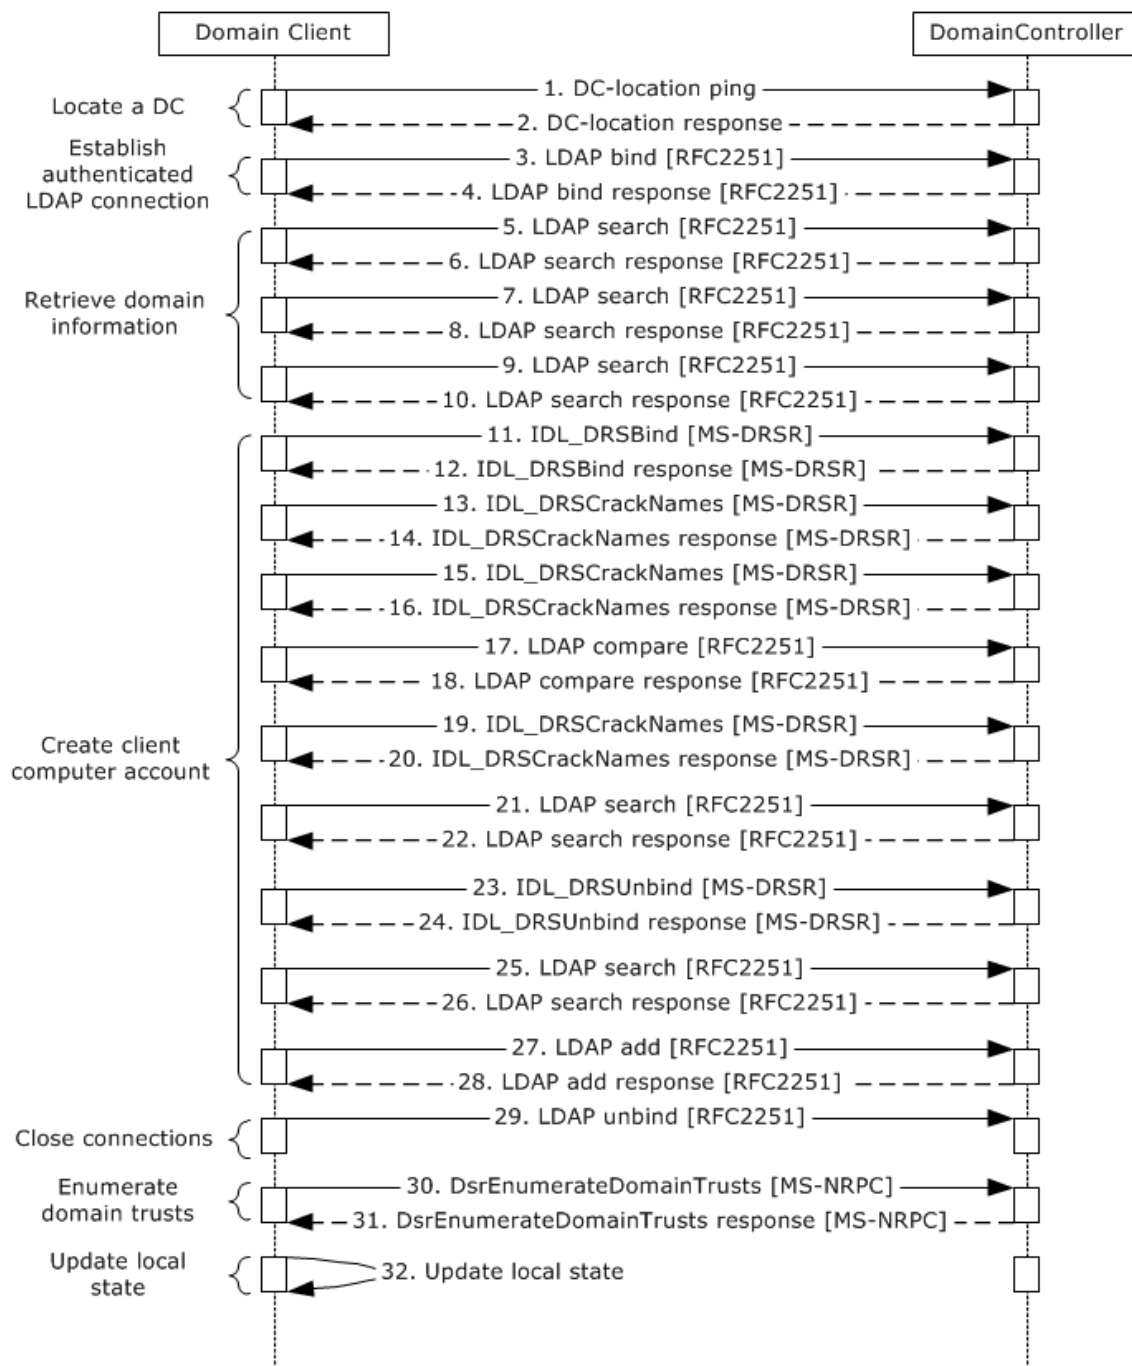 Domain Client
DomainController
Locate a DC
1. DC-location ping
2. DC-location response
Establish
authenticated
LDAP connection
3. LDAP bind [RFC2251]
4. LDAP bind response [RFC2251]
Retrieve domain
information
5. LDAP search [RFC2251]
6. LDAP search response [RFC2251]
7. LDAP search [RFC2251]
8. LDAP search response [RFC2251]
9. LDAP search [RFC2251]
10. LDAP search response [RFC2251]
Create client
computer account
11. IDL_DRSBind [MS-DRSR]
12. IDL_DRSBind response [MS-DRSR]
13. IDL_DRSCrackNames [MS-DRSR]
14. IDL_DRSCrackNames response [MS-DRSR]
15. IDL_DRSCrackNames [MS-DRSR]
16. IDL_DRSCrackNames response [MS-DRSR]
17. LDAP compare [RFC2251]
18. LDAP compare response [RFC2251]
19. IDL_DRSCrackNames [MS-DRSR]
20. IDL_DRSCrackNames response [MS-DRSR]
21. LDAP search [RFC2251]
22. LDAP search response [RFC2251]
23. IDL_DRSUnbind [MS-DRSR]
24. IDL_DRSUnbind response [MS-DRSR]
25. LDAP search [RFC2251]
26. LDAP search response [RFC2251]
27. LDAP add [RFC2251]
28. LDAP add response [RFC2251]
Close connections
29. LDAP unbind [RFC2251]
Enumerate
domain trusts
30. DsrEnumerateDomainTrusts [MS-NRPC]
31. DsrEnumerateDomainTrusts response [MS-NRPC]
Update local
state
32. Update local state